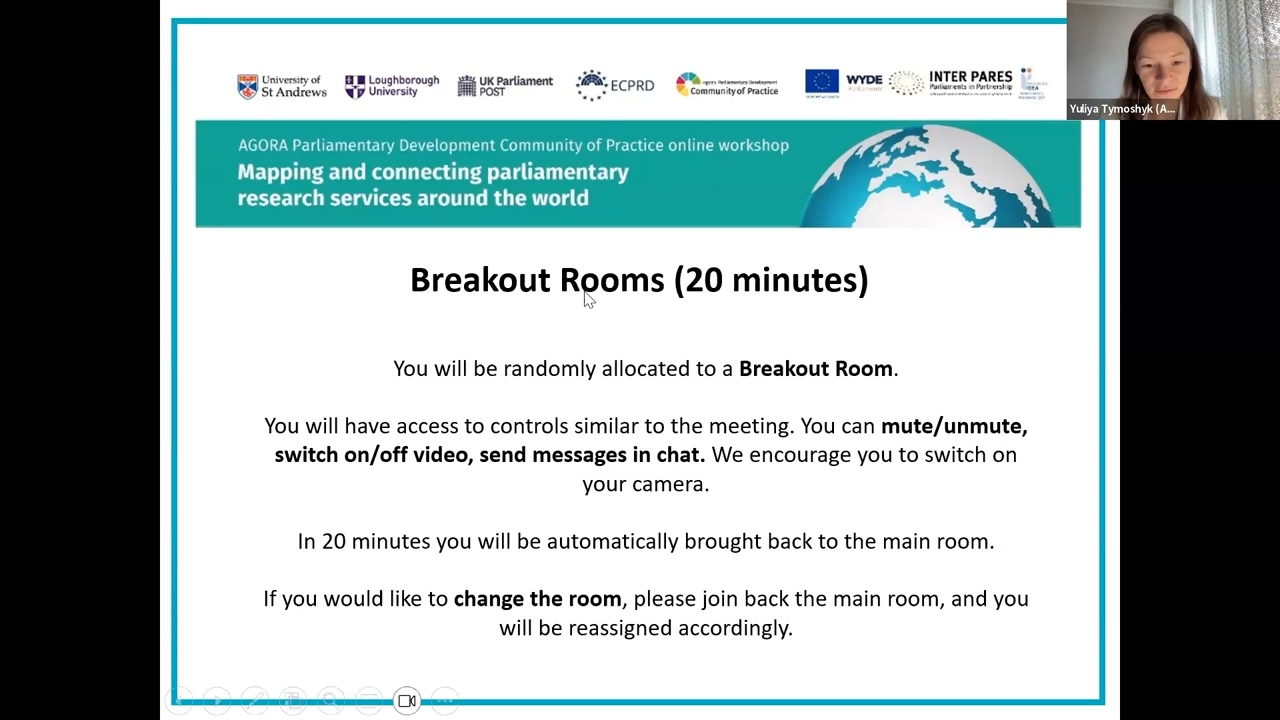 University of
St Andrews
Loughborough
University
UK Parliament
POST
ECPRD
Agora Parliamentary Development
Community of Practice
WYDE
Parliaments
INTER PARES
Parliaments in Partnership
IDEA
Yuliya Tymoshyk (A...
AGORA Parliamentary Development Community of Practice online workshop
Mapping and connecting parliamentary
research services around the world
Breakout Rooms (20 minutes)
You will be randomly allocated to a Breakout Room.
You will have access to controls similar to the meeting. You can mute/unmute,
switch on/off video, send messages in chat. We encourage you to switch on
your camera.
In 20 minutes you will be automatically brought back to the main room.
If you would like to change the room, please join back the main room, and you
will be reassigned accordingly.